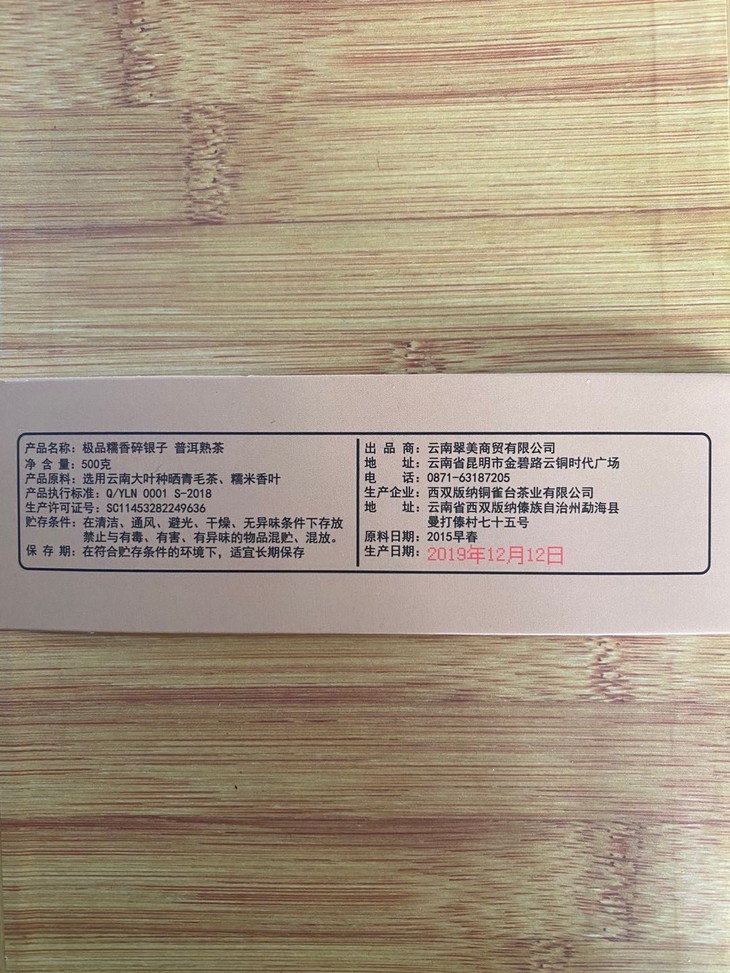 产品名称：极品糯香碎银子 普洱熟茶
净 含 量：500克
产品原料：选用云南大叶种晒青毛茶、糯米香叶
产品执行标准：Q/YLN 0001 S-2018
生产许可证号：SC11453282249636
贮存条件：在清洁、通风、避光、干燥、无异味条件下存放
禁止与有毒、有害、有异味的物品混贮、混放。
保 存 期：在符合贮存条件的环境下，适宜长期保存
出 品 商：云南翠美商贸有限公司
地 址：云南省昆明市金碧路云铜时代广场
电 话：0871-63187205
生产企业：西双版纳铜雀台茶业有限公司
地 址：云南省西双版纳傣族自治州勐海县
曼打傣村七十五号
原料日期：2015早春
生产日期：2019年12月12日